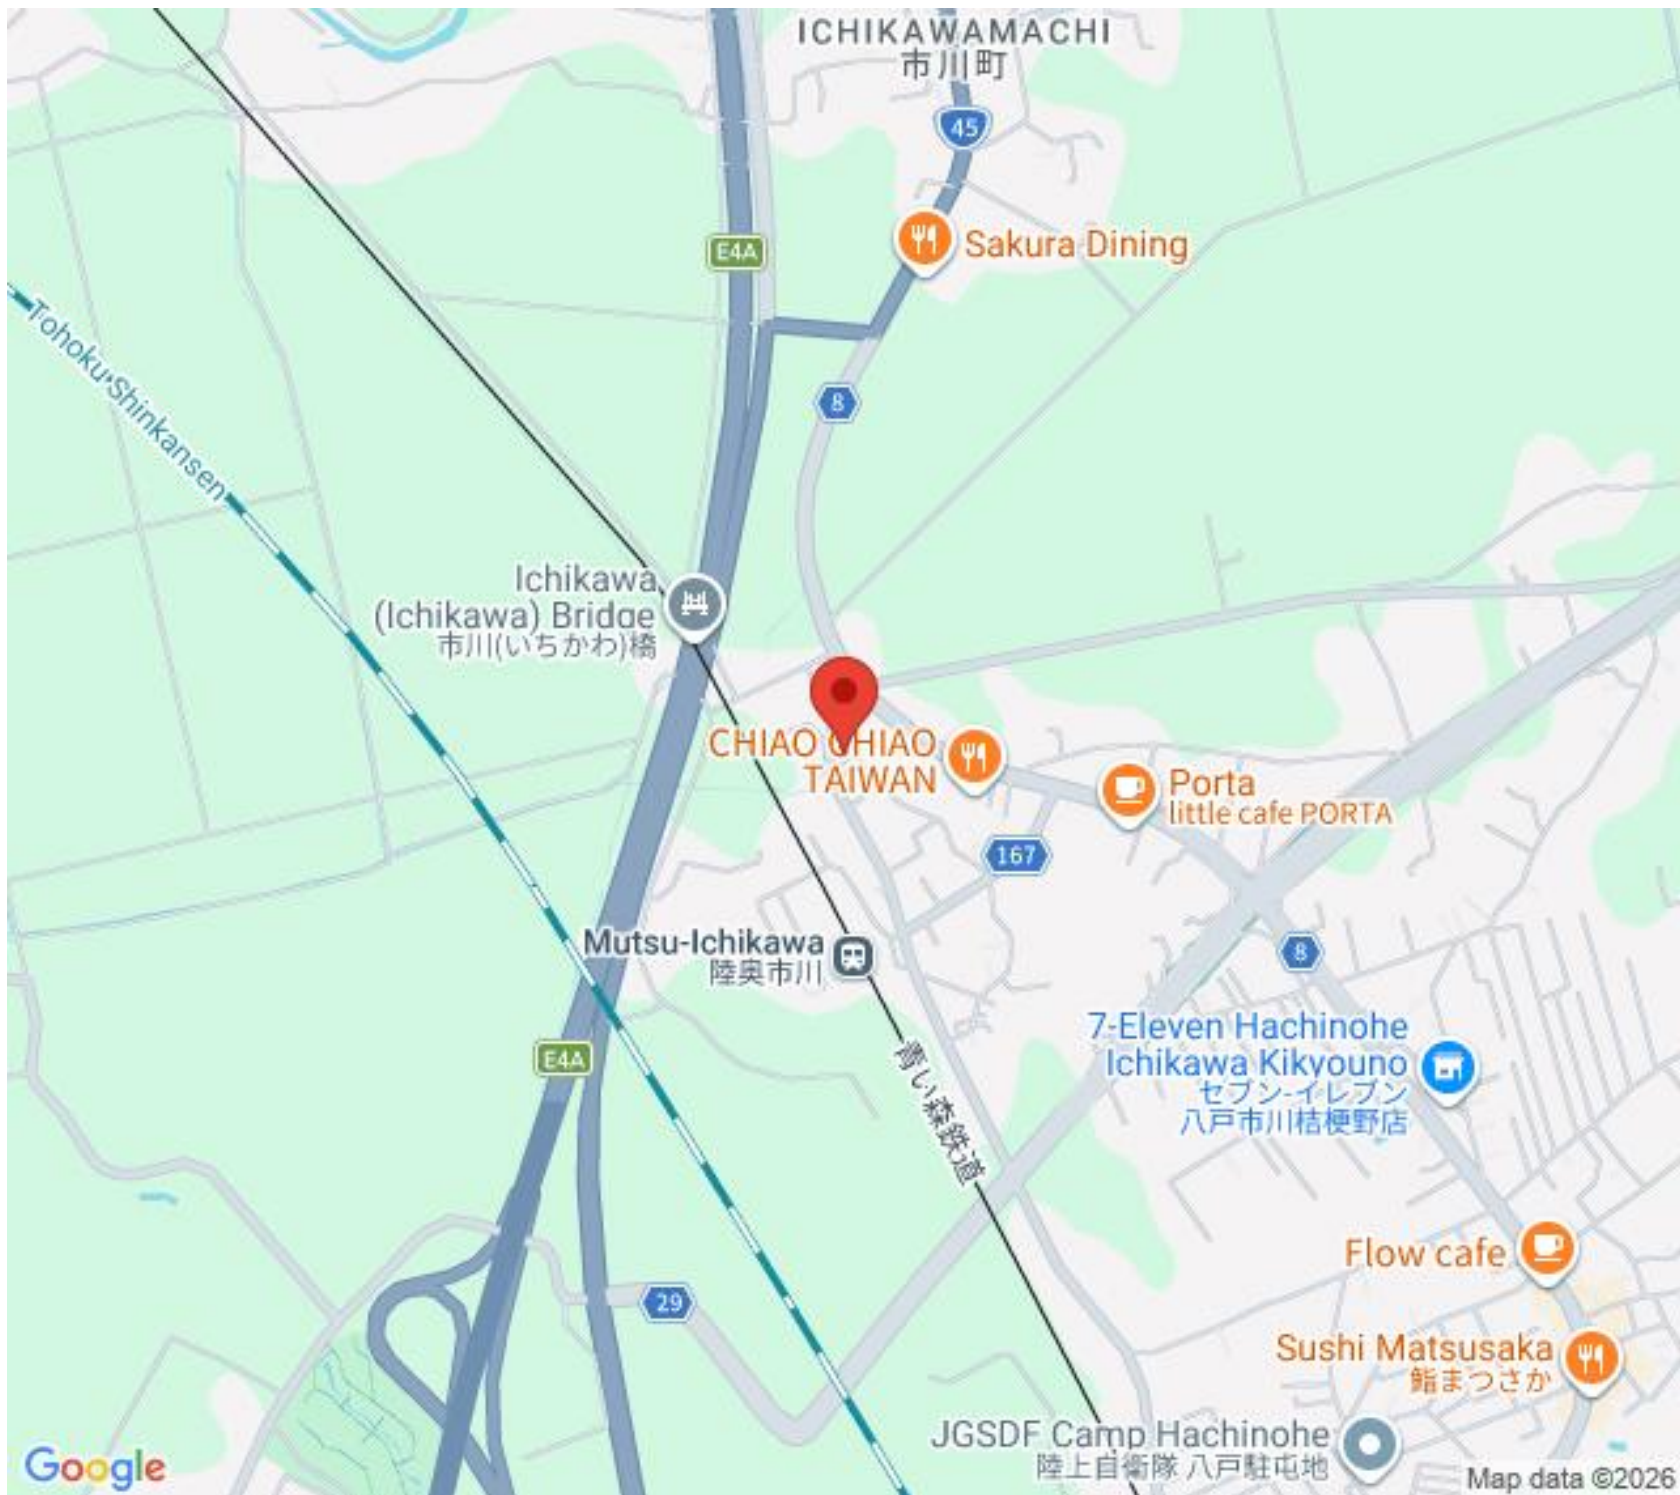 ICHIKAWAMACHI
市川町
45
Sakura Dining
E4A
Tohoku Shinkansen
8
Ichikawa
(Ichikawa) Bridge
市川(いちかわ)橋
CHIAO CHIAO
TAIWAN
Porta
little cafe PORTA
167
Mutsu-Ichikawa
陸奥市川
8
7-Eleven Hachinohe
Ichikawa Kikyouno
セブン-イレブン
八戸市川桔梗野店
E4A
青い森鉄道
Flow cafe
29
Sushi Matsusaka
鮨まつさか
JGSDF Camp Hachinohe
陸上自衛隊 八戸駐屯地
Google
Map data ©2026